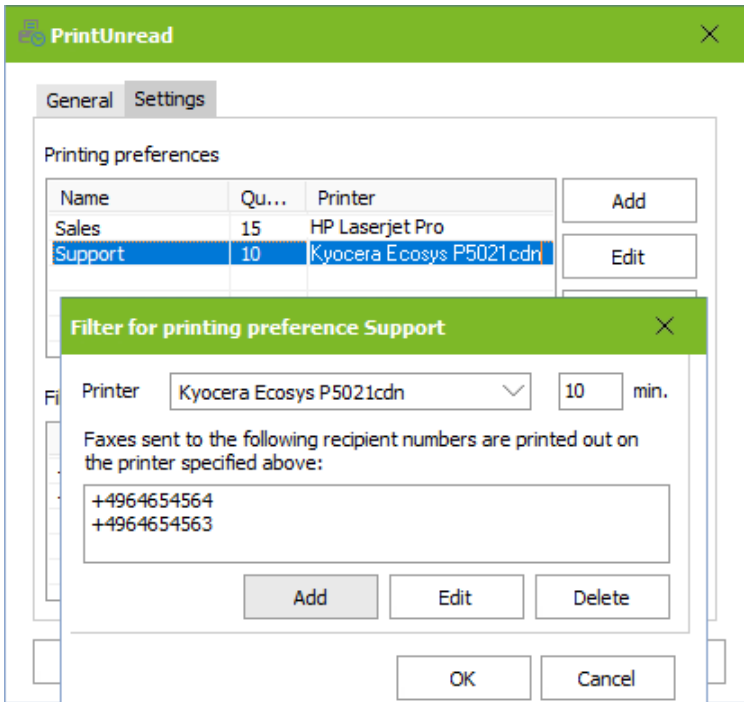 PrintUnread
General Settings
Printing preferences
Name Qu... Printer
Add
Sales 15 HP Laserjet Pro
Support 10 Kyocera Ecosys P5021cdn
Edit
Filter for printing preference Support
Fi
Printer Kyocera Ecosys P5021cdn 10 min.
Faxes sent to the following recipient numbers are printed out on
the printer specified above:
+4964654564
+4964654563
Add Edit Delete
OK Cancel